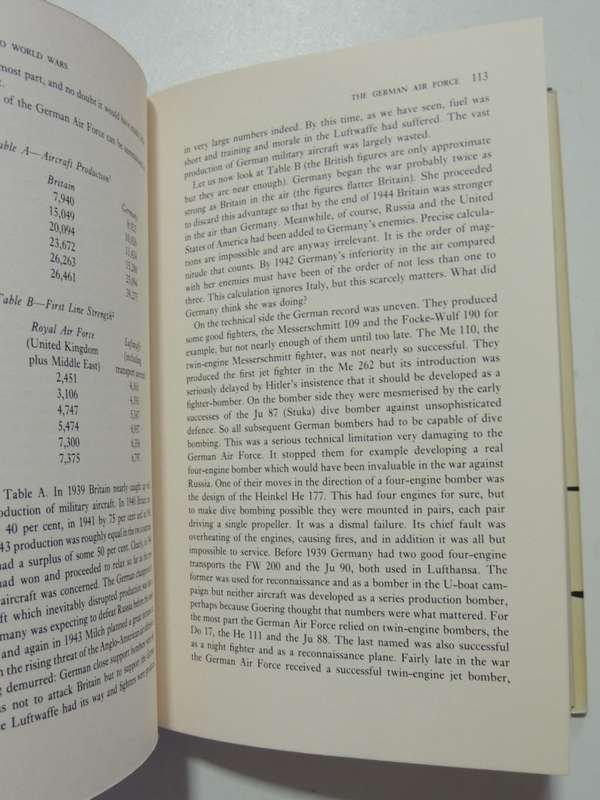 O WORLD WARS
most part, and no doubt it would have
of the German Air Force can be
able A—Aircraft Production¹
Britain
Germany
7,940
15,049
20,094
23,672
26,263
26,461
Table B—First Line Strength²
Royal Air Force
(United Kingdom
plus Middle East)
Luftwaffe
(including
transport aircraft)
2,451
3,106
4,747
5,474
7,300
7,375
Table A. In 1939 Britain nearly caught up
roduction of military aircraft. In 1940 Britain
40 per cent, in 1941 by 75 per cent and
43 production was roughly equal in the two countries
had a surplus of some 50 per cent. Clearly,
had won and proceeded to relax so far as the
aircraft was concerned. The German
ft which inevitably disrupted production was
many was expecting to defeat Russia before the
and again in 1943 Milch planned a great
n the rising threat of the Anglo-American
g demurred: German close support bombers
as not to attack Britain but to support the
e Luftwaffe had its way and fighters were
THE GERMAN AIR FORCE 113
in very large numbers indeed. By this time, as we have seen, fuel was
short and training and morale in the Luftwaffe had suffered. The vast
production of German military aircraft was largely wasted.
Let us now look at Table B (the British figures are only approximate
but they are near enough). Germany began the war probably twice as
strong as Britain in the air (the figures flatter Britain). She proceeded
to discard this advantage so that by the end of 1944 Britain was stronger
in the air than Germany. Meanwhile, of course, Russia and the United
States of America had been added to Germany's enemies. Precise calcula-
tions are impossible and are anyway irrelevant. It is the order of mag-
nitude that counts. By 1942 Germany's inferiority in the air compared
with her enemies must have been of the order of not less than one to
three. This calculation ignores Italy, but this scarcely matters. What did
Germany think she was doing?
On the technical side the German record was uneven. They produced
some good fighters, the Messerschmitt 109 and the Focke-Wulf 190 for
example, but not nearly enough of them until too late. The Me 110, the
twin-engine Messerschmitt fighter, was not nearly so successful. They
produced the first jet fighter in the Me 262 but its introduction was
seriously delayed by Hitler's insistence that it should be developed as a
fighter-bomber. On the bomber side they were mesmerised by the early
successes of the Ju 87 (Stuka) dive bomber against unsophisticated
defence. So all subsequent German bombers had to be capable of dive
bombing. This was a serious technical limitation very damaging to the
German Air Force. It stopped them for example developing a real
four-engine bomber which would have been invaluable in the war against
Russia. One of their moves in the direction of a four-engine bomber was
the design of the Heinkel He 177. This had four engines for sure, but
to make dive bombing possible they were mounted in pairs, each pair
driving a single propeller. It was a dismal failure. Its chief fault was
overheating of the engines, causing fires, and in addition it was all but
impossible to service. Before 1939 Germany had two good four-engine
transports the FW 200 and the Ju 90, both used in Lufthansa. The
former was used for reconnaissance and as a bomber in the U-boat cam-
paign but neither aircraft was developed as a series production bomber,
perhaps because Goering thought that numbers were what mattered. For
the most part the German Air Force relied on twin-engine bombers, the
Do 17, the He 111 and the Ju 88. The last named was also successful
as a night fighter and as a reconnaissance plane. Fairly late in the war
the German Air Force received a successful twin-engine jet bomber,